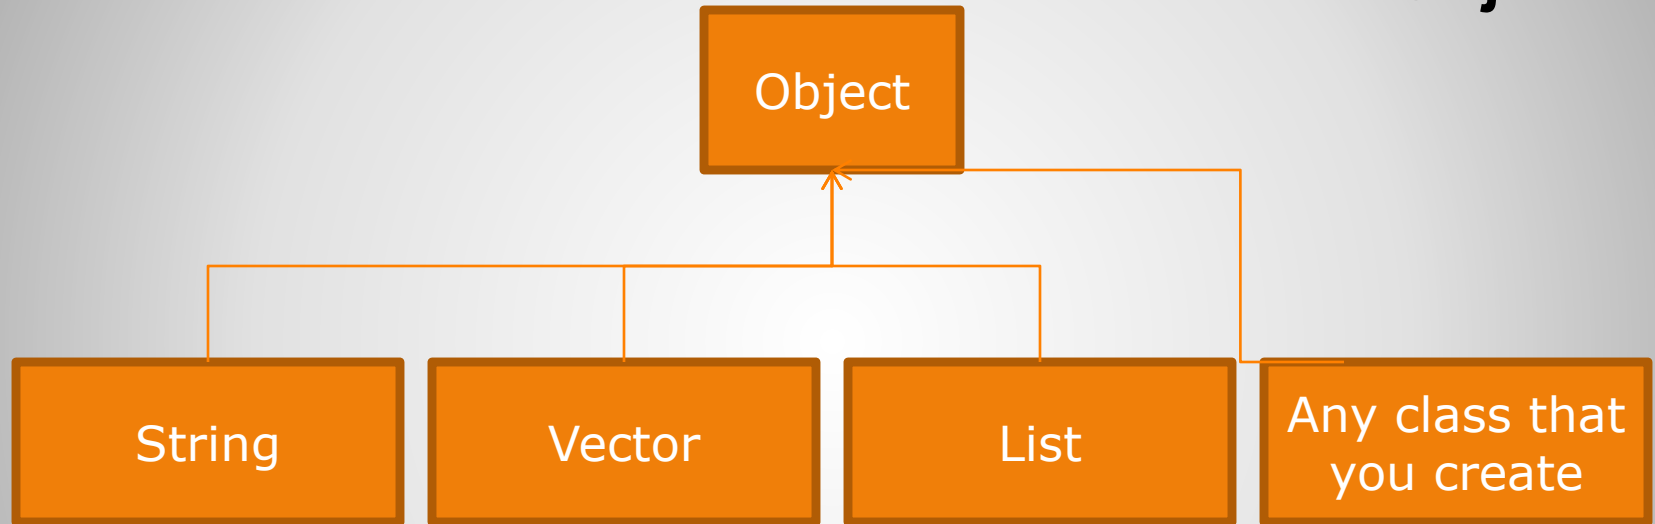 Object
String
Vector
List
Any class that
you create